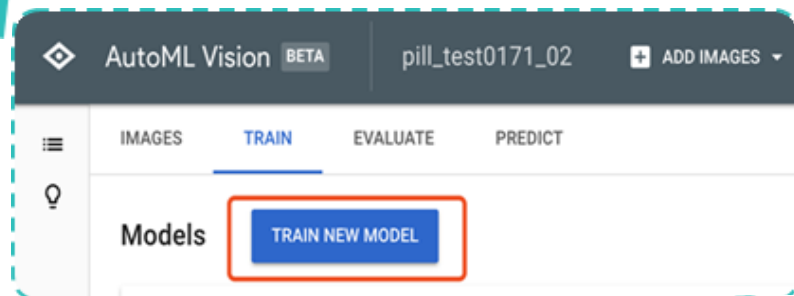 AutoML Vision BETA pill_test0171_02 ADD IMAGES
IMAGES TRAIN EVALUATE PREDICT
Models TRAIN NEW MODEL